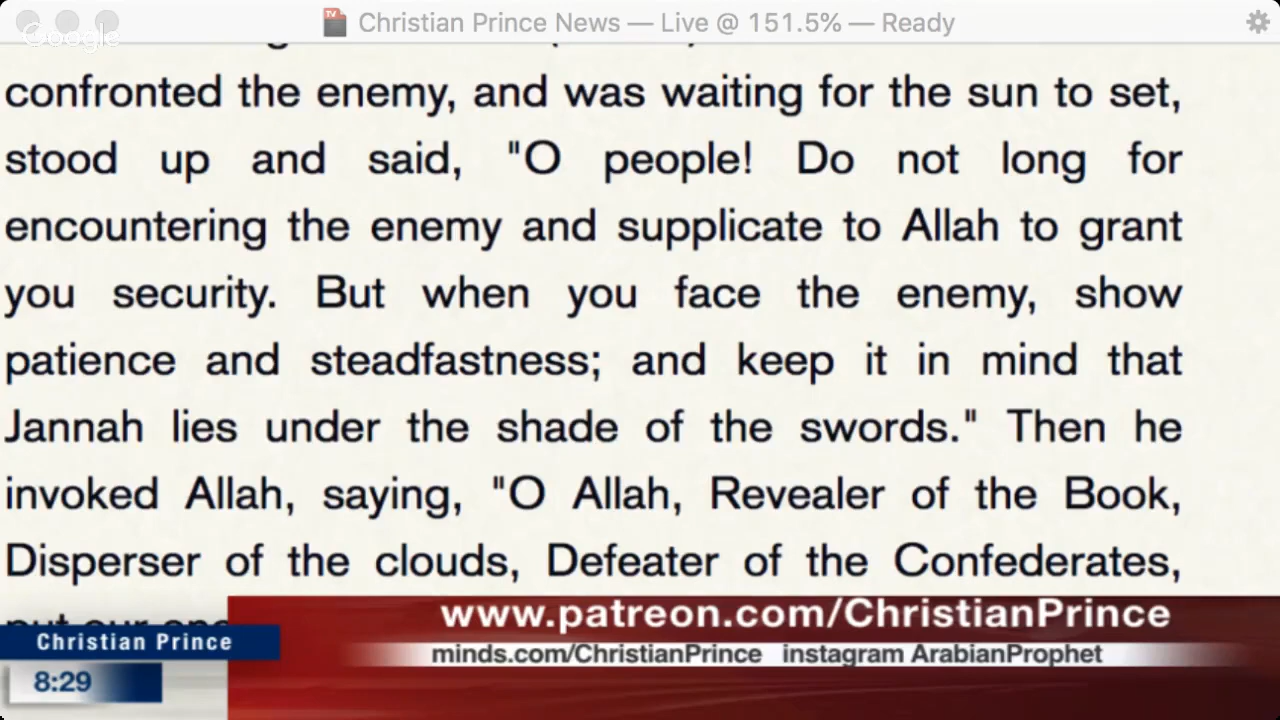 Christian Prince News — Live @ 151.5% — Ready
Google
confronted the enemy, and was waiting for the sun to set,
stood up and said, "O people! Do not long for
encountering the enemy and supplicate to Allah to grant
you security. But when you face the enemy, show
patience and steadfastness; and keep it in mind that
Jannah lies under the shade of the swords." Then he
invoked Allah, saying, "O Allah, Revealer of the Book,
Disperser of the clouds, Defeater of the Confederates,
www.patreon.com/ChristianPrince
Christian Prince
minds.com/ChristianPrince instagram ArabianProphet
8:29